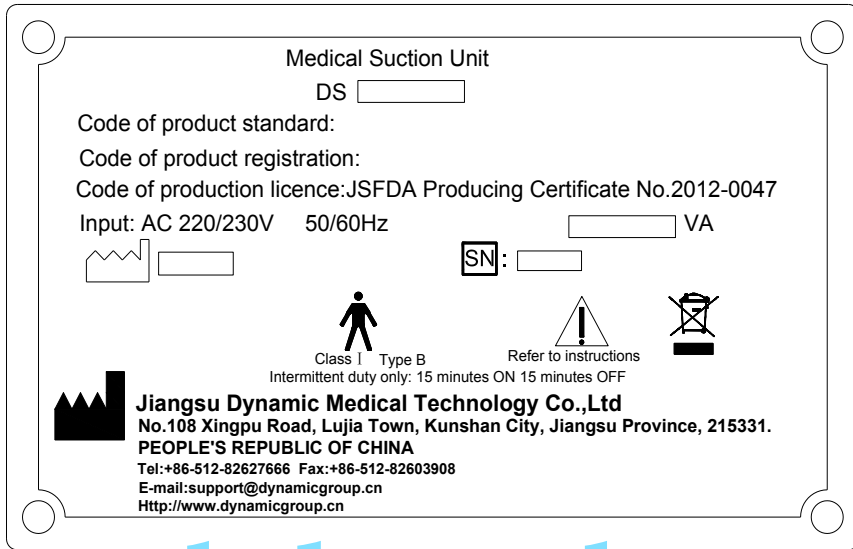 Medical Suction Unit
DS
Code of product standard:
Code of product registration:
Code of production licence:JSFDA Producing Certificate No.2012-0047
Input: AC 220/230V 50/60Hz VA
SN :
Class Ⅰ Type B
Refer to instructions
Intermittent duty only: 15 minutes ON 15 minutes OFF
Jiangsu Dynamic Medical Technology Co.,Ltd
No.108 Xingpu Road, Lujia Town, Kunshan City, Jiangsu Province, 215331.
PEOPLE'S REPUBLIC OF CHINA
Tel:+86-512-82627666 Fax:+86-512-82603908
E-mail:support@dynamicgroup.cn
Http://www.dynamicgroup.cn